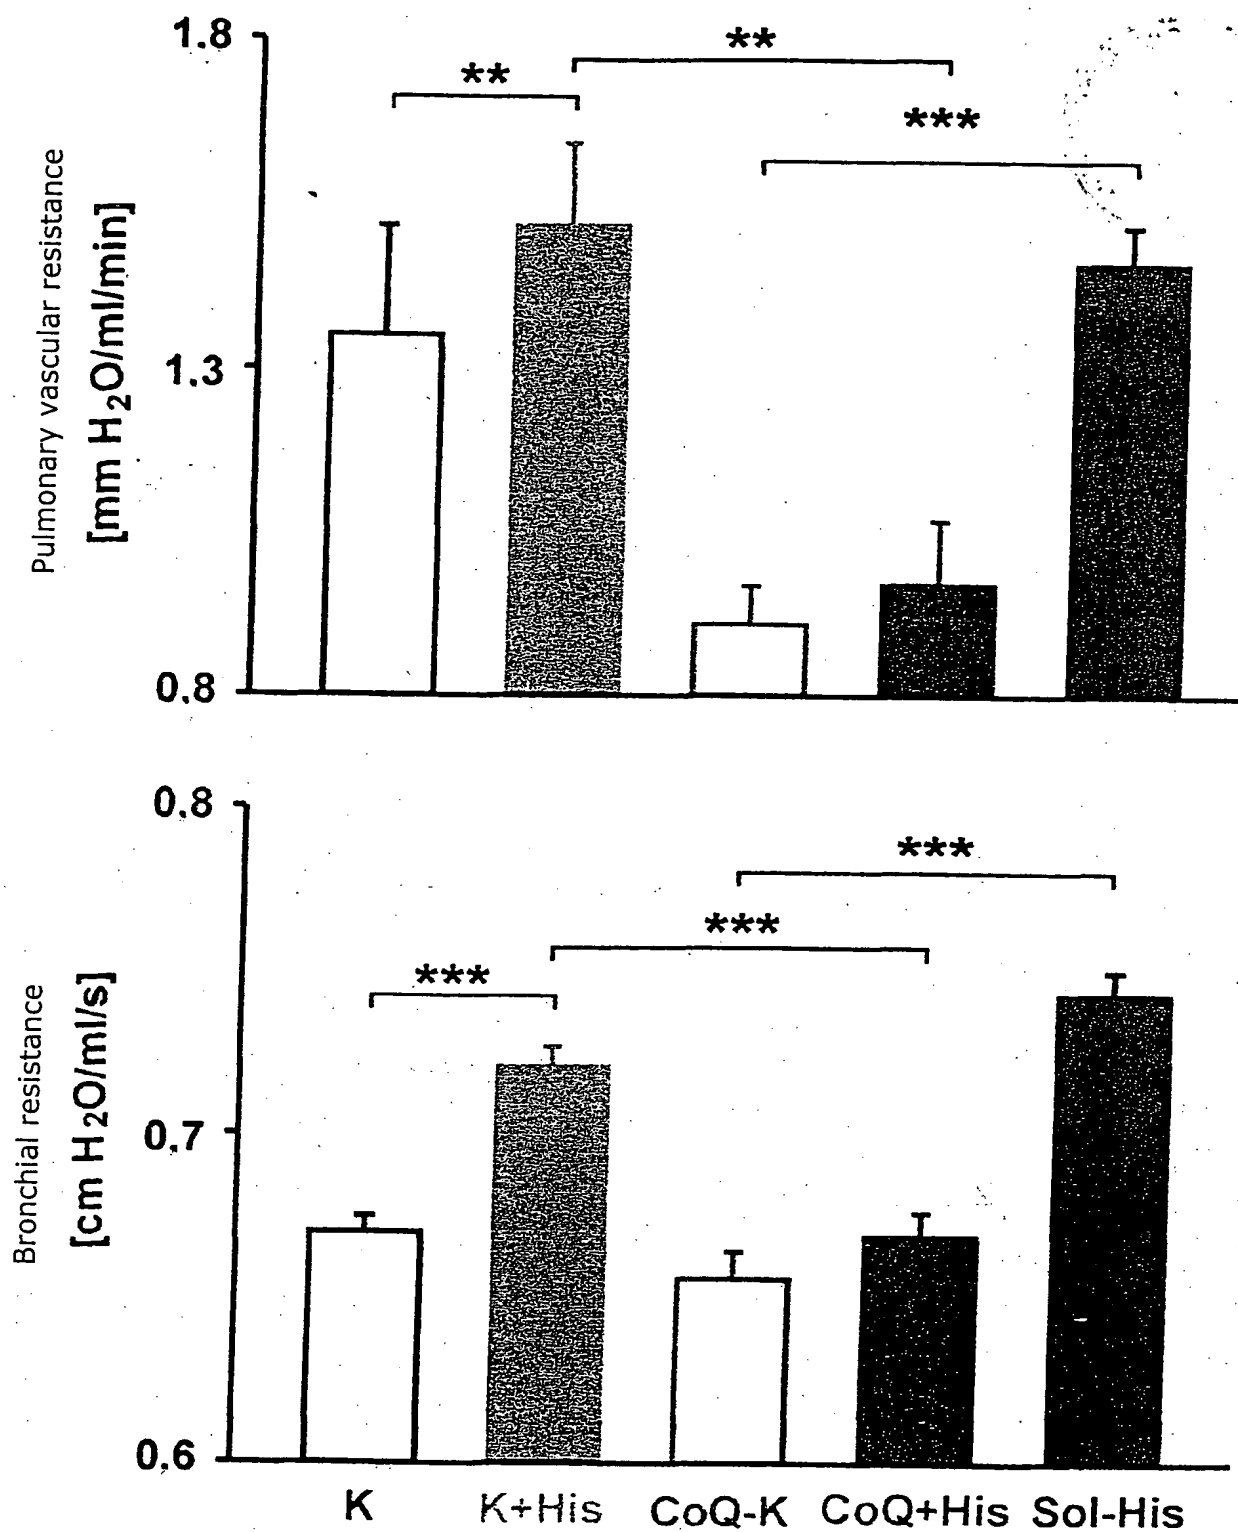 1.8
**
**
***
Pulmonary vascular resistance
[mm H₂O/ml/min]
1.3
0.8
0.8
***
***
***
Bronchial resistance
[cm H₂O/ml/s]
0.7
0.6
K K+His CoQ-K CoQ+His Sol-His